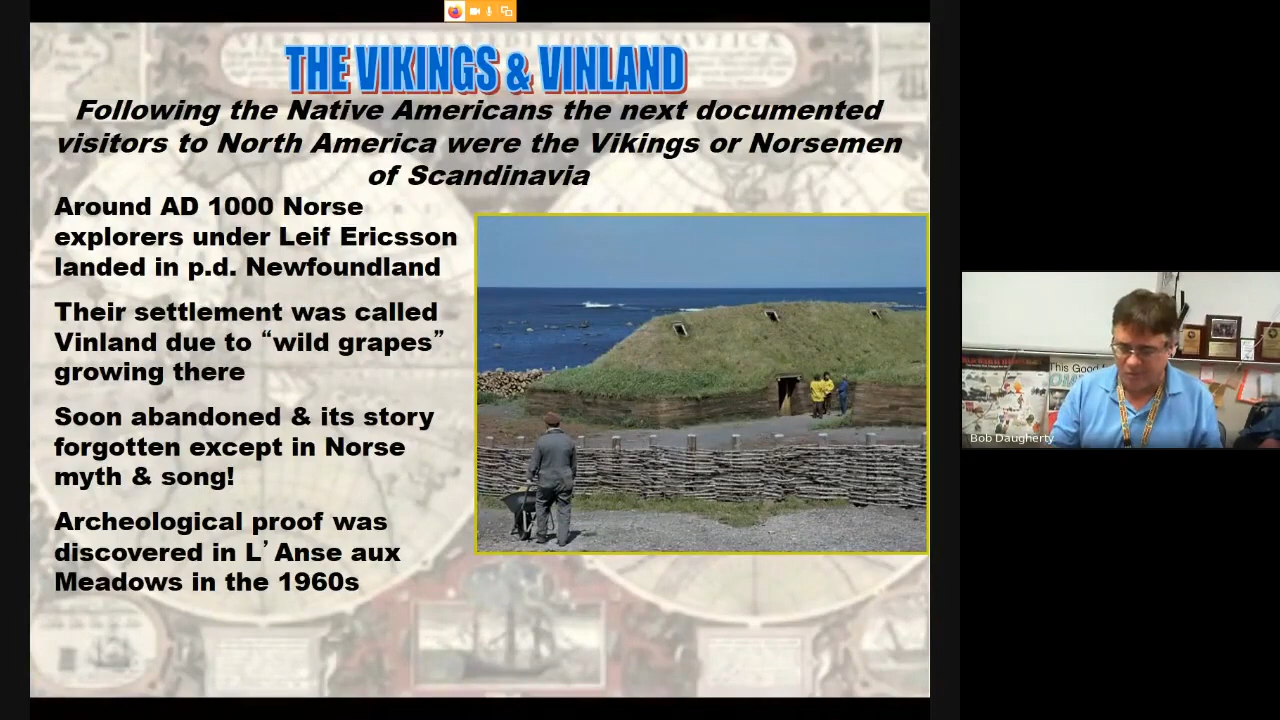 THE VIKINGS & VINLAND
Following the Native Americans the next documented
visitors to North America were the Vikings or Norsemen
of Scandinavia
Around AD 1000 Norse
explorers under Leif Ericsson
landed in p.d. Newfoundland
Their settlement was called
Vinland due to “wild grapes”
growing there
Soon abandoned & its story
forgotten except in Norse
myth & song!
Archeological proof was
discovered in L’ Anse aux
Meadows in the 1960s
This Good
Bob Daugherty